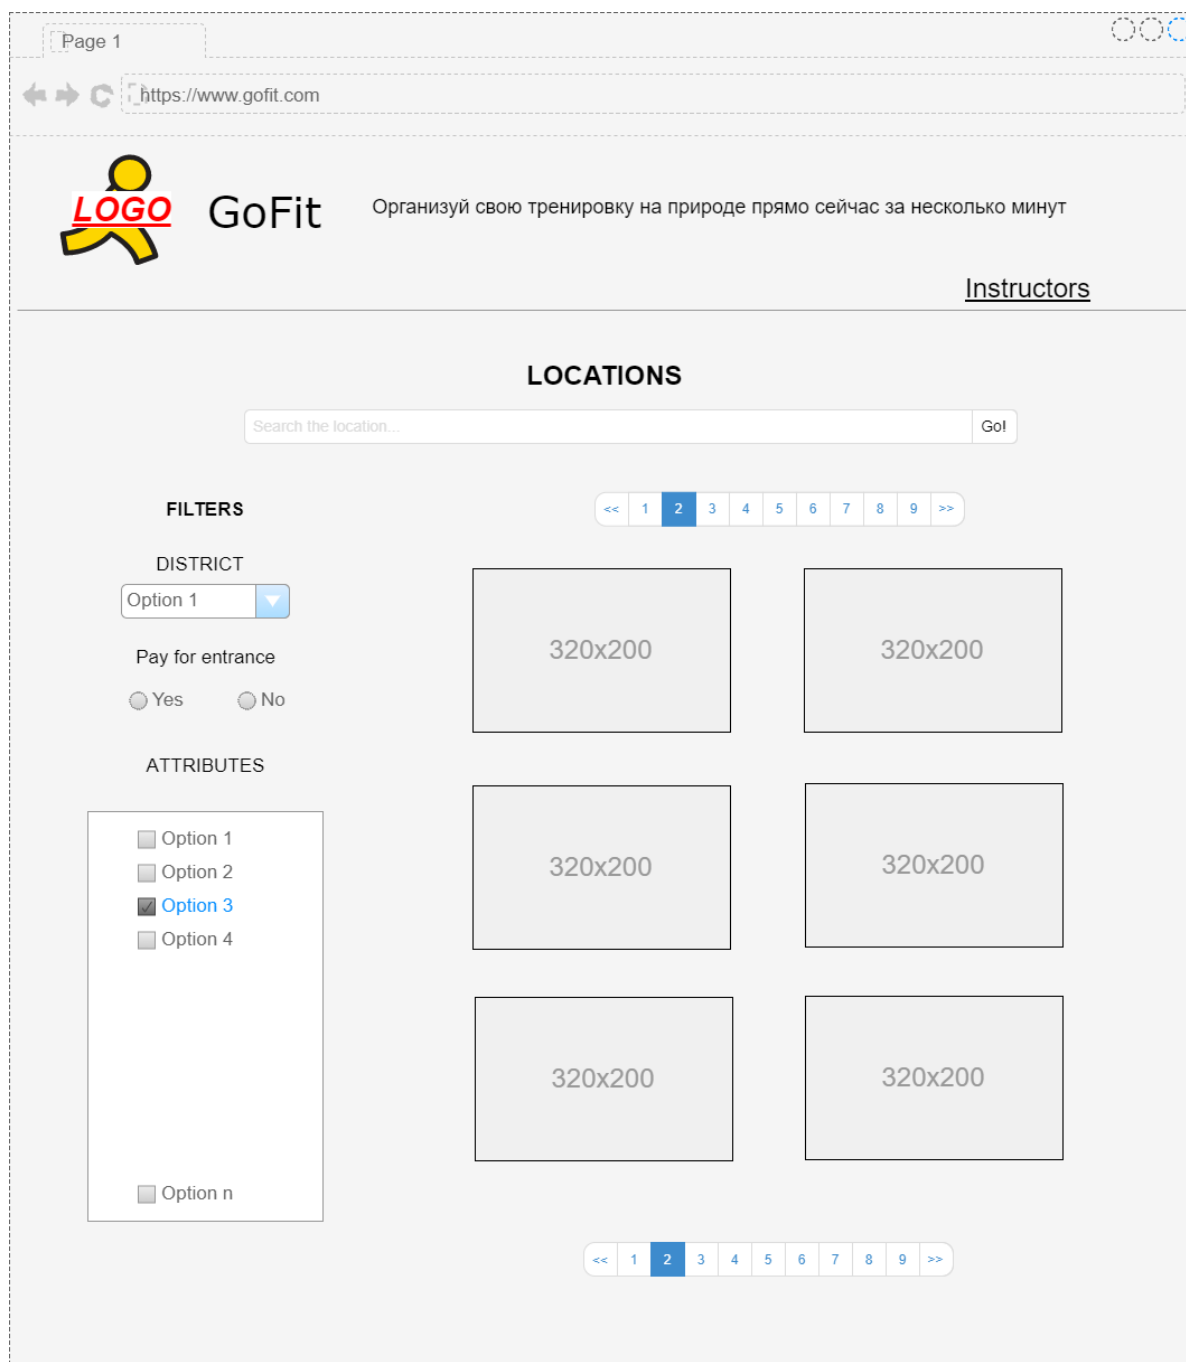 Page 1
https://www.gofit.com
LOGO
GoFit
Организуй свою тренировку на природе прямо сейчас за несколько минут
Instructors
LOCATIONS
Search the location...
Go!
FILTERS
<< 1 2 3 4 5 6 7 8 9 >>
DISTRICT
Option 1
Pay for entrance
Yes No
ATTRIBUTES
Option 1
Option 2
Option 3
Option 4
Option n
320x200 320x200
320x200 320x200
320x200 320x200
<< 1 2 3 4 5 6 7 8 9 >>